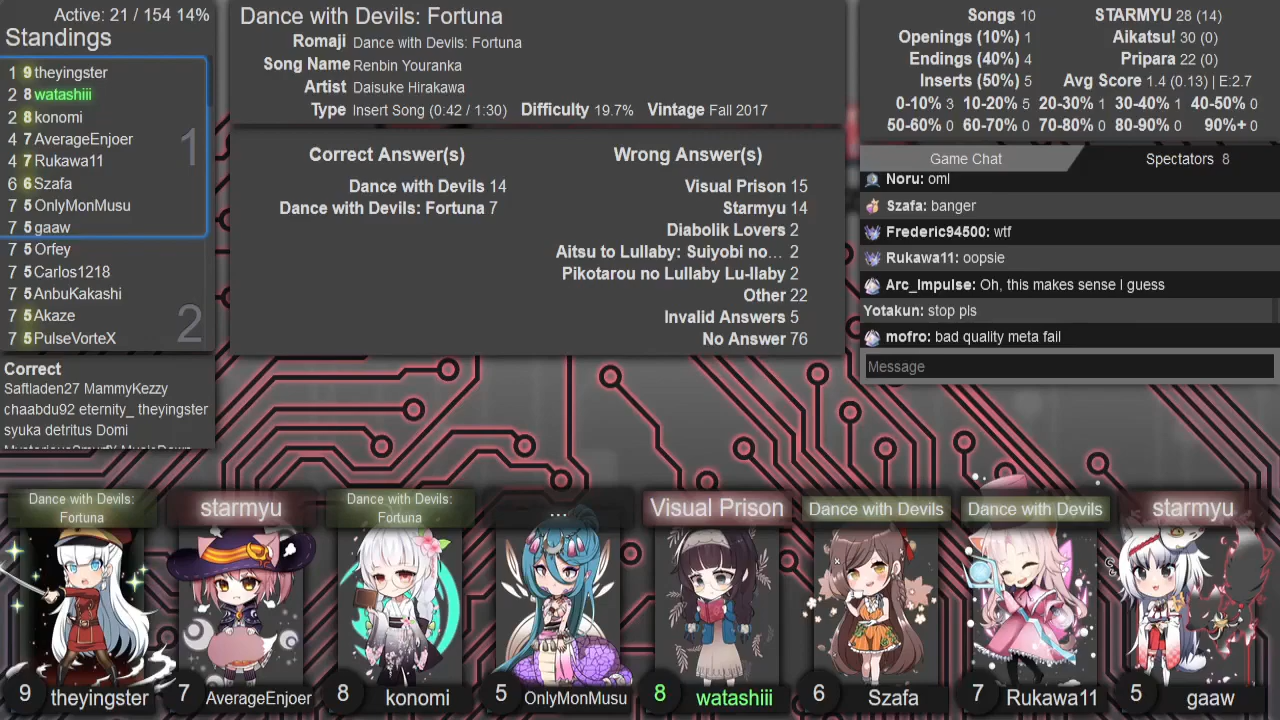 Active: 21 / 154 14%
Standings
1 9 theyingster
2 8 watashiii
2 8 konomi
4 7 AverageEnjoer
4 7 Rukawa11
6 6 Szafa
7 5 OnlyMonMusu
7 5 gaaw
1
7 5 Orfey
7 5 Carlos1218
7 5 AnbuKakashi
7 5 Akaze
7 5 PulseVorteX
2
Correct
Saftladen27 MammyKezzy
chaabdu92 eternity_ theyingster
syuka detritus Domi
Dance with Devils: Fortuna
Romaji Dance with Devils: Fortuna
Song Name Renbin Youranka
Artist Daisuke Hirakawa
Type Insert Song (0:42 / 1:30) Difficulty 19.7% Vintage Fall 2017
Correct Answer(s)
Dance with Devils 14
Dance with Devils: Fortuna 7
Wrong Answer(s)
Visual Prison 15
Starmyu 14
Diabolik Lovers 2
Aitsu to Lullaby: Suiyobi no... 2
Pikotarou no Lullaby Lu-llaby 2
Other 22
Invalid Answers 5
No Answer 76
Songs 10
Openings (10%) 1
Endings (40%) 4
Inserts (50%) 5
STARMYU 28 (14)
Aikatsu! 30 (0)
Pripara 22 (0)
Avg Score 1.4 (0.13) | E:2.7
0-10% 3 10-20% 5 20-30% 1 30-40% 1 40-50% 0
50-60% 0 60-70% 0 70-80% 0 80-90% 0 90%+ 0
Game Chat
Spectators 8
Noru: oml
Szafa: banger
Frederic94500: wtf
Rukawa11: oopsie
Arc_Impulse: Oh, this makes sense I guess
Yotakun: stop pls
mofro: bad quality meta fail
Message
Dance with Devils:
Fortuna
starmyu
Dance with Devils:
Fortuna
...
Visual Prison
Dance with Devils
Dance with Devils
starmyu
9 theyingster
7 AverageEnjoer
8 konomi
5 OnlyMonMusu
8 watashiii
6 Szafa
7 Rukawa11
5 gaaw